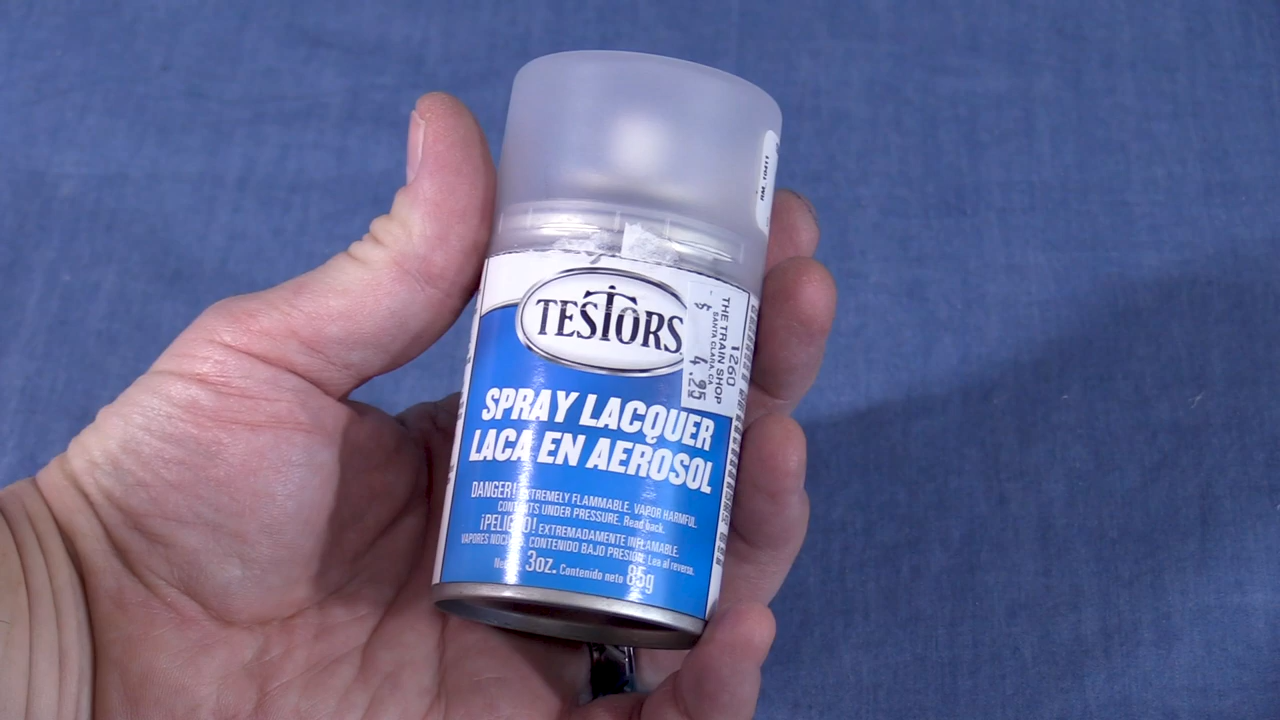 TESTORS
SPRAY LACQUER
LACA EN AEROSOL
DANGER! EXTREMELY FLAMMABLE. VAPOR HARMFUL.
CONTENTS UNDER PRESSURE. Read back.
¡PELIGRO! EXTREMADAMENTE INFLAMABLE.
VAPORES NOCIVOS. CONTENIDO BAJO PRESION. Lea al reverso.
3oz. Contenido neto 85g
1260
THE TRAIN SHOP
SANTA CLARA, CA
$ 4.25